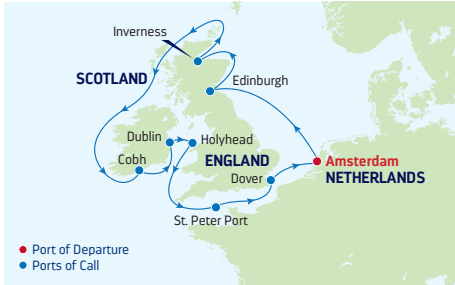 Inverness
SCOTLAND
Edinburgh
Dublin
Holyhead
Cobh
ENGLAND
Amsterdam
Dover
NETHERLANDS
St. Peter Port
Port of Departure
Ports of Call